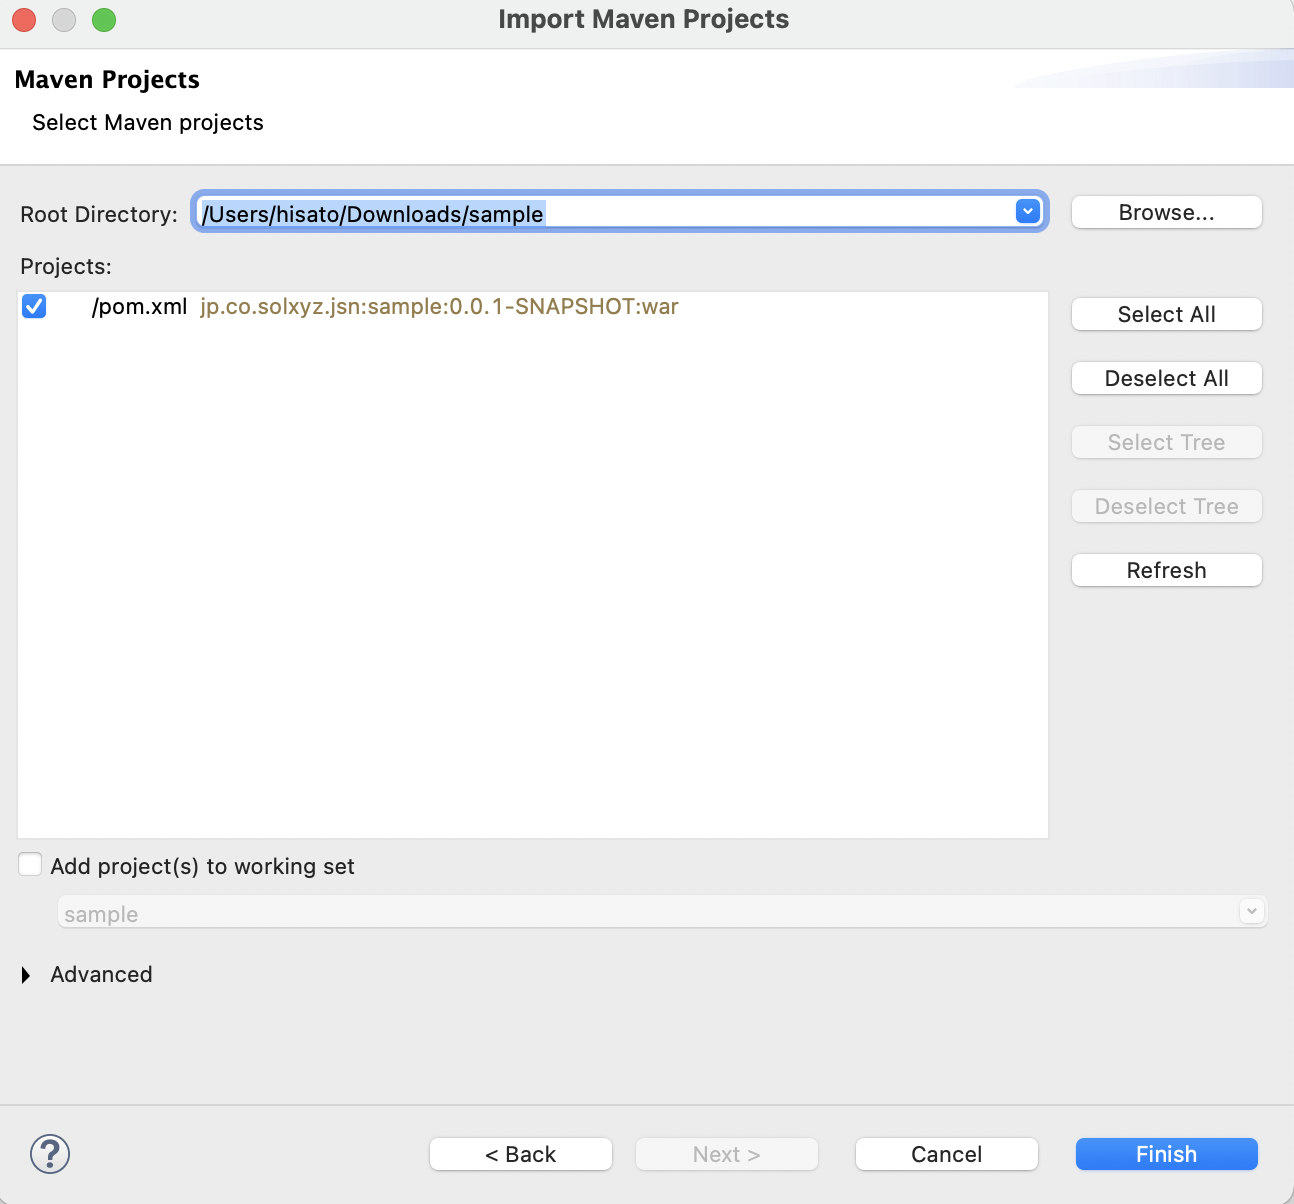 Import Maven Projects
Maven Projects
Select Maven projects
Root Directory: /Users/hisato/Downloads/sample Browse...
Projects:
/pom.xml jp.co.solxyz.jsn:sample:0.0.1-SNAPSHOT:war
Select All
Deselect All
Select Tree
Deselect Tree
Refresh
Add project(s) to working set
sample
Advanced
? < Back Next > Cancel Finish